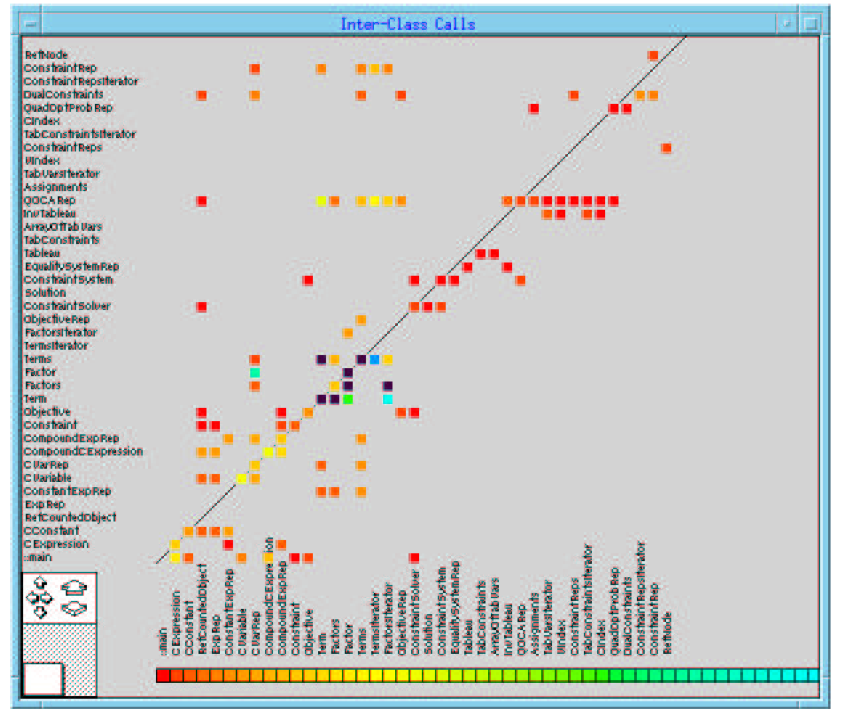 Inter-Class Calls
RefNode
ConstraintRep
ConstraintRepsIterator
DualConstraints
QuadOptProbRep
CIndex
TabConstraintsIterator
ConstraintReps
VIndex
TabVarsIterator
Assignments
QOCARep
InvTableau
ArrayOfTabVars
TabConstraints
Tableau
EqualitySystemRep
ConstraintSystem
Solution
ConstraintSolver
ObjectiveRep
FactorsIterator
TermsIterator
Terms
Factor
Factors
Term
Objective
Constraint
CompoundExpRep
CompoundCExpression
CVarRep
CVariable
ConstantExpRep
ExpRep
RefCountedObject
CConstant
CExpression
::main
::main
CExpression
CConstant
RefCountedObject
ExpRep
ConstantExpRep
CVariable
CVarRep
CompoundCExpression
CompoundExpRep
Constraint
Objective
Term
Factors
Factor
Terms
TermsIterator
FactorsIterator
ObjectiveRep
ConstraintSolver
Solution
ConstraintSystem
EqualitySystemRep
Tableau
TabConstraints
ArrayOfTabVars
InvTableau
QOCARep
Assignments
TabVarsIterator
VIndex
ConstraintReps
TabConstraintsIterator
CIndex
QuadOptProbRep
DualConstraints
ConstraintRepsIterator
ConstraintRep
RefNode